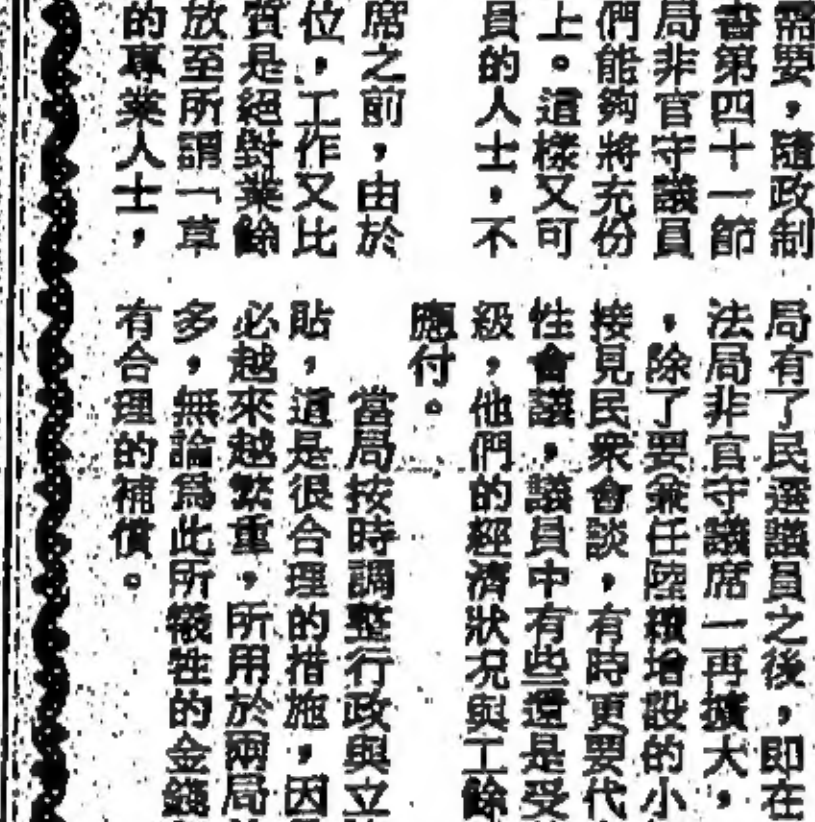 需要，隨政制
書第四十一節
局非官守議員
們能夠將充份
上。這樣又可
員的人士，不
席之前，由於
位，工作又比
質是絕對業餘
放至所謂「草
的專業人士，
局有了民選議員之後，即在
法局非官守議席一再擴大，
，除了要兼任陸續增設的小
接見民衆會談，有時更要代
性會議，議員中有些還是受
級，他們的經濟狀況與工餘
應付。
當局按時調整行政與立
貼，這是很合理的措施，因
必越來越繁重，所用於兩局
多，無論爲此所犧牲的金錢
有合理的補償。